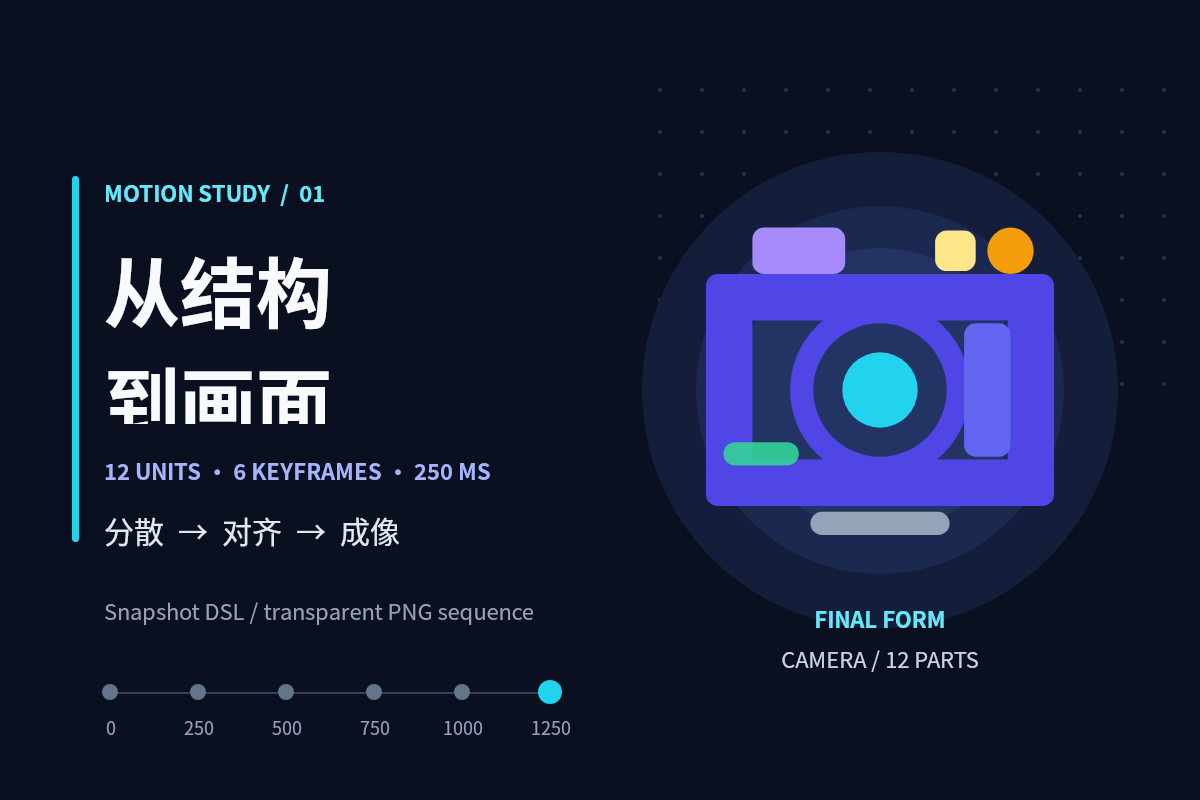 MOTION STUDY / 01
从结构
到画面
12 UNITS • 6 KEYFRAMES • 250 MS
分散 → 对齐 → 成像
Snapshot DSL / transparent PNG sequence
0 250 500 750 1000 1250
FINAL FORM
CAMERA / 12 PARTS